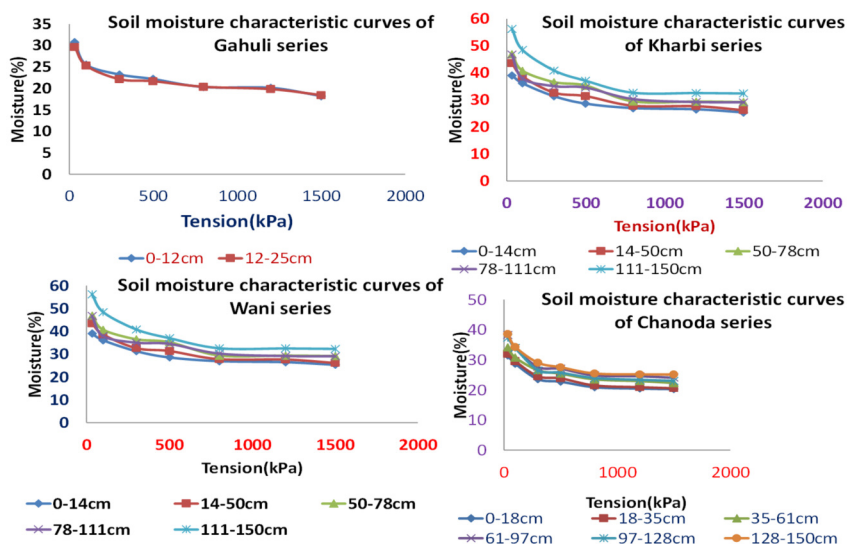 Soil moisture characteristic curves of
Gahuli series
Moisture(%)
35
30
25
20
15
10
5
0
0 500 1000 1500 2000
Tension(kPa)
0-12cm 12-25cm
Soil moisture characteristic curves
of Kharbi series
Moisture(%)
60
50
40
30
20
10
0
0 500 1000 1500 2000
Tension(kPa)
0-14cm 14-50cm 50-78cm
78-111cm 111-150cm
Soil moisture characteristic curves of
Wani series
Moisture(%)
60
50
40
30
20
10
0
0 500 1000 1500 2000
Tension(kPa)
0-14cm 14-50cm 50-78cm
78-111cm 111-150cm
Soil moisture characteristic curves
of Chanoda series
Moisture(%)
50
40
30
20
10
0
0 1000 2000
Tension(kPa)
0-18cm 18-35cm 35-61cm
61-97cm 97-128cm 128-150cm